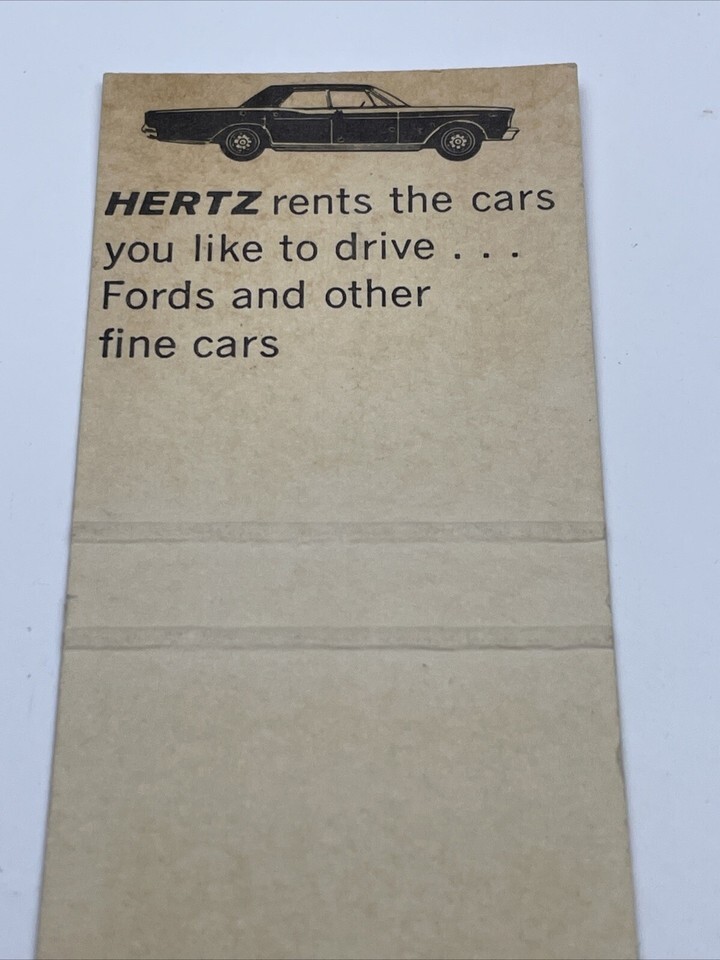 HERTZ rents the cars
you like to drive . . .
Fords and other
fine cars